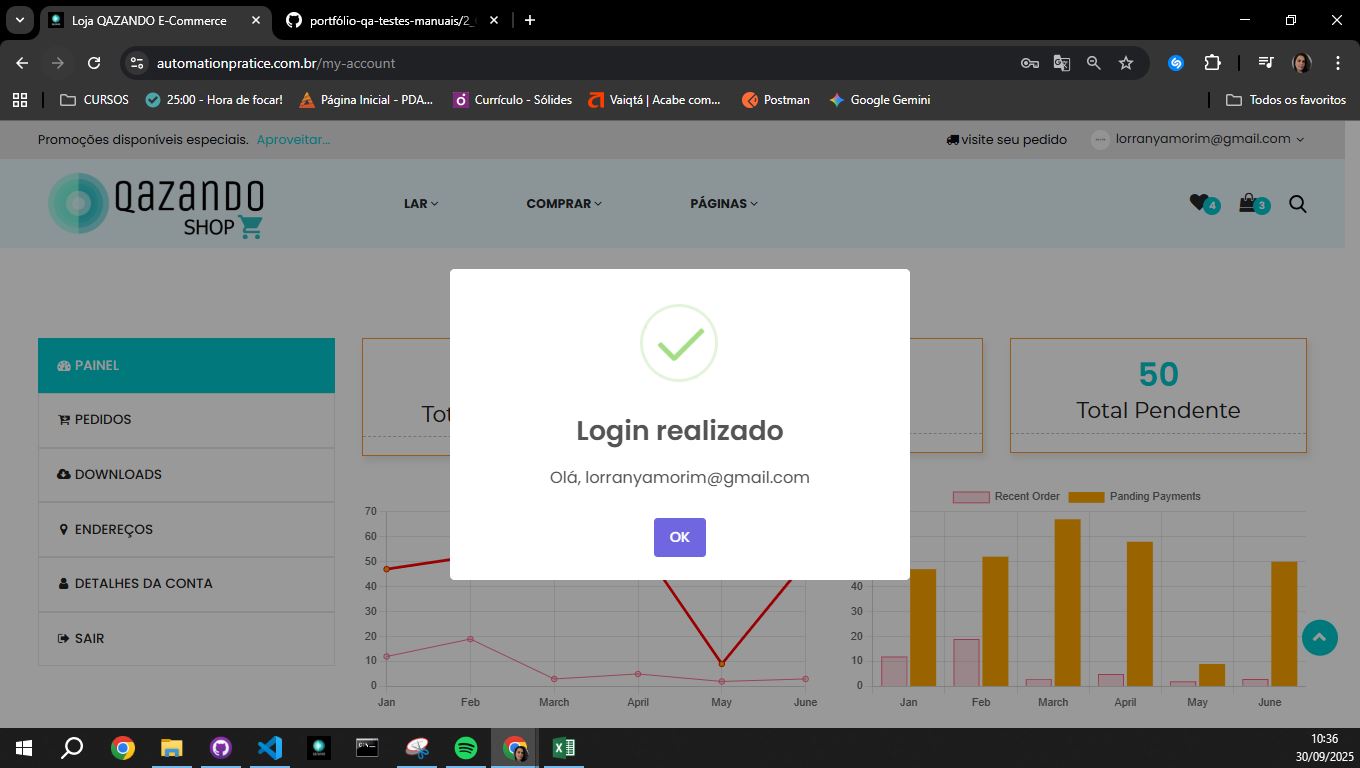 Loja QAZANDO E-Commerce
portfólio-qa-testes-manuais/2_
automationpratice.com.br/my-account
CURSOS
25:00 - Hora de focar!
Página Inicial - PDA...
Currículo - Sólides
Vaiqtá | Acabe com...
Postman
Google Gemini
Todos os favoritos
Promoções disponíveis especiais. Aproveitar...
visite seu pedido
lorranyamorim@gmail.com
QAZANDO
SHOP
LAR
COMPRAR
PÁGINAS
4
3
PAINEL
PEDIDOS
DOWNLOADS
ENDEREÇOS
DETALHES DA CONTA
SAIR
Tot
50
Total Pendente
Login realizado
Olá, lorranyamorim@gmail.com
OK
70
60
50
40
30
20
10
0
Jan Feb March April May June
Recent Order Panding Payments
40
30
20
10
0
Jan Feb March April May June
10:36
30/09/2025